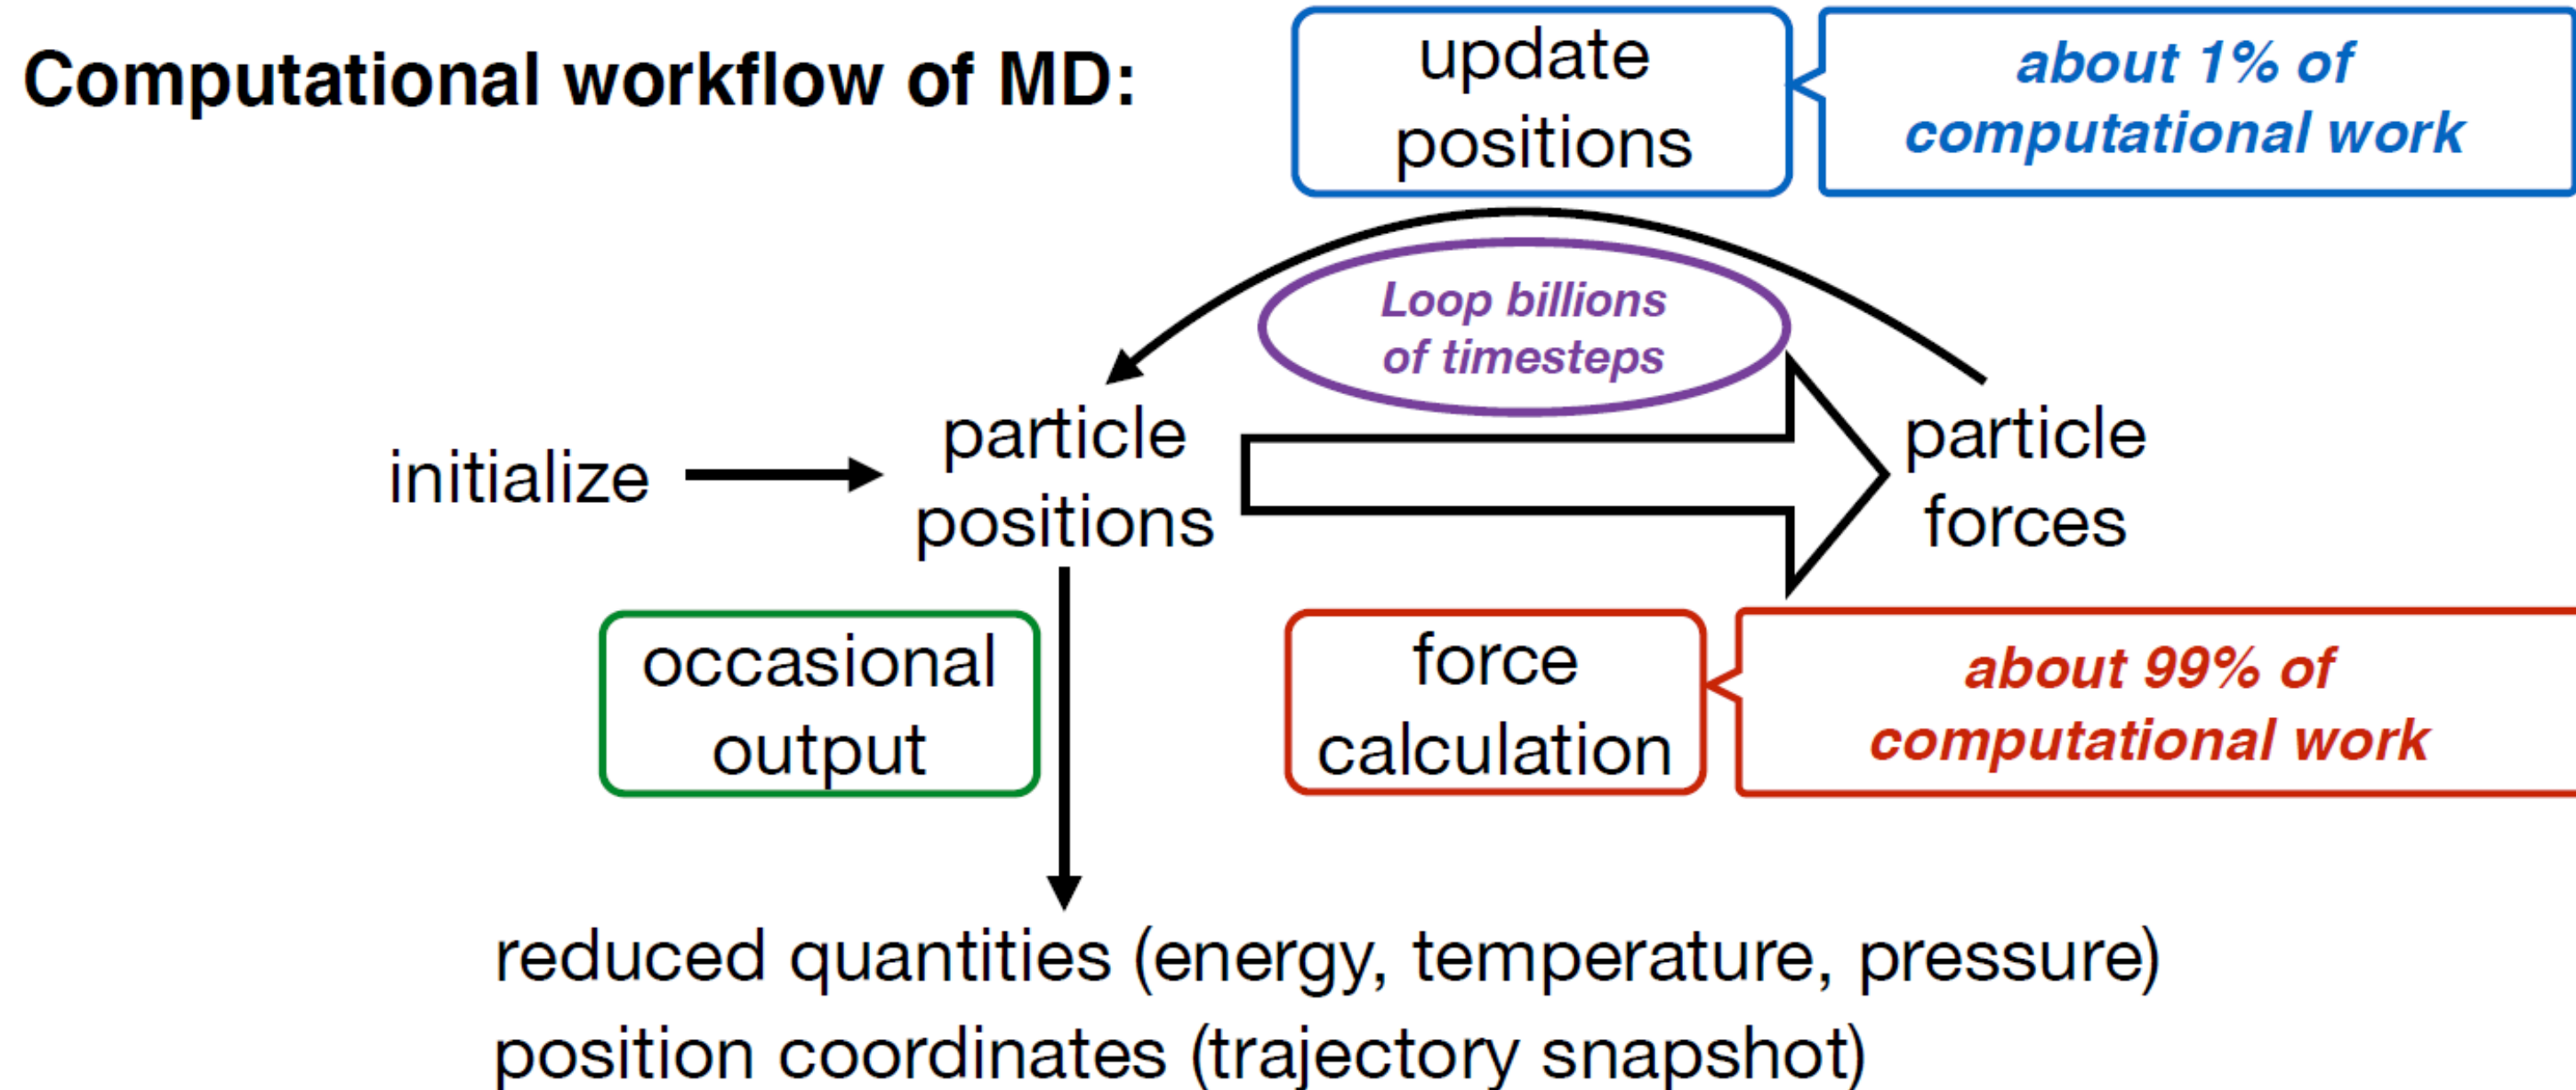 Computational workflow of MD:
update
positions
about 1% of
computational work
Loop billions
of timesteps
initialize
particle
positions
particle
forces
occasional
output
force
calculation
about 99% of
computational work
reduced quantities (energy, temperature, pressure)
position coordinates (trajectory snapshot)